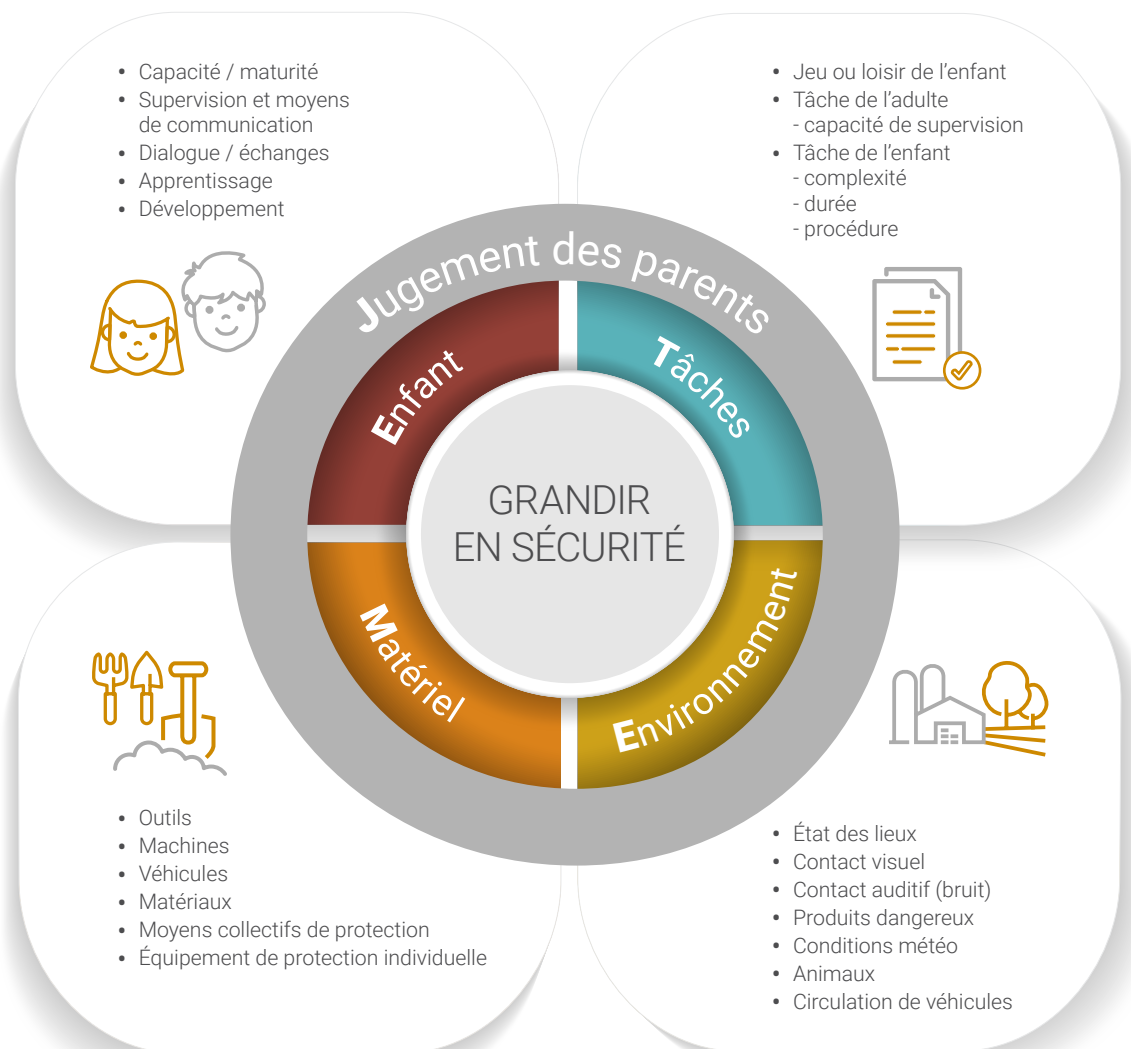 • Capacité / maturité
• Supervision et moyens
de communication
• Dialogue / échanges
• Apprentissage
• Développement
• Jeu ou loisir de l’enfant
• Tâche de l’adulte
- capacité de supervision
• Tâche de l’enfant
- complexité
- durée
- procédure
Jugement des parents
Enfant
Tâches
GRANDIR
EN SÉCURITÉ
Matériel
Environnement
• Outils
• Machines
• Véhicules
• Matériaux
• Moyens collectifs de protection
• Équipement de protection individuelle
• État des lieux
• Contact visuel
• Contact auditif (bruit)
• Produits dangereux
• Conditions météo
• Animaux
• Circulation de véhicules